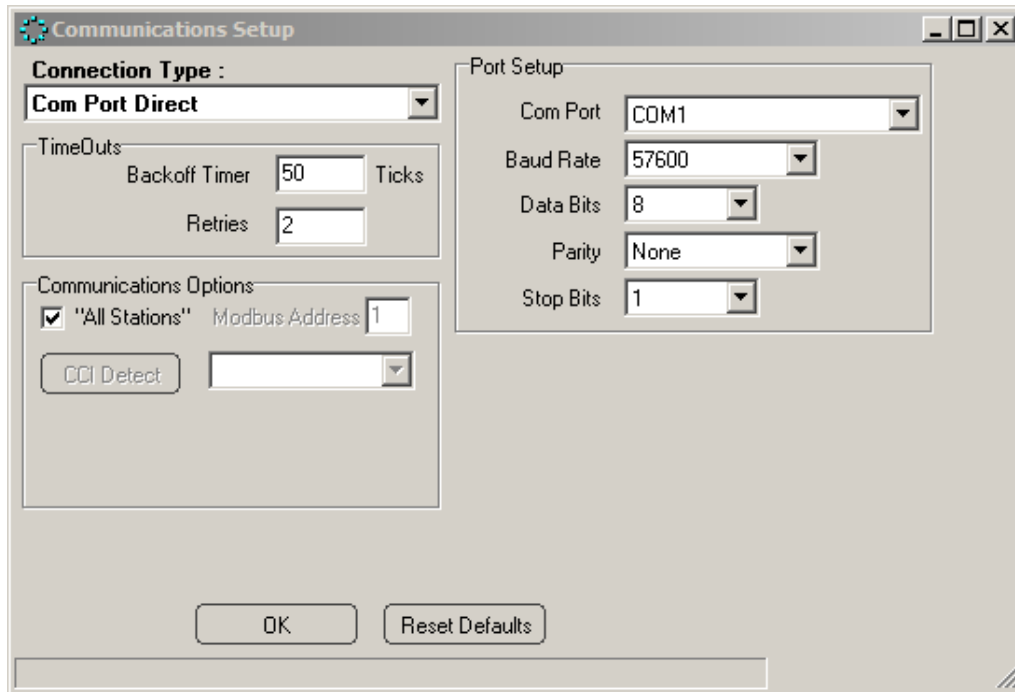 Communications Setup
Connection Type :
Com Port Direct
TimeOuts
Backoff Timer 50 Ticks
Retries 2
Communications Options
"All Stations" Modbus Address 1
CCI Detect
Port Setup
Com Port COM1
Baud Rate 57600
Data Bits 8
Parity None
Stop Bits 1
OK Reset Defaults